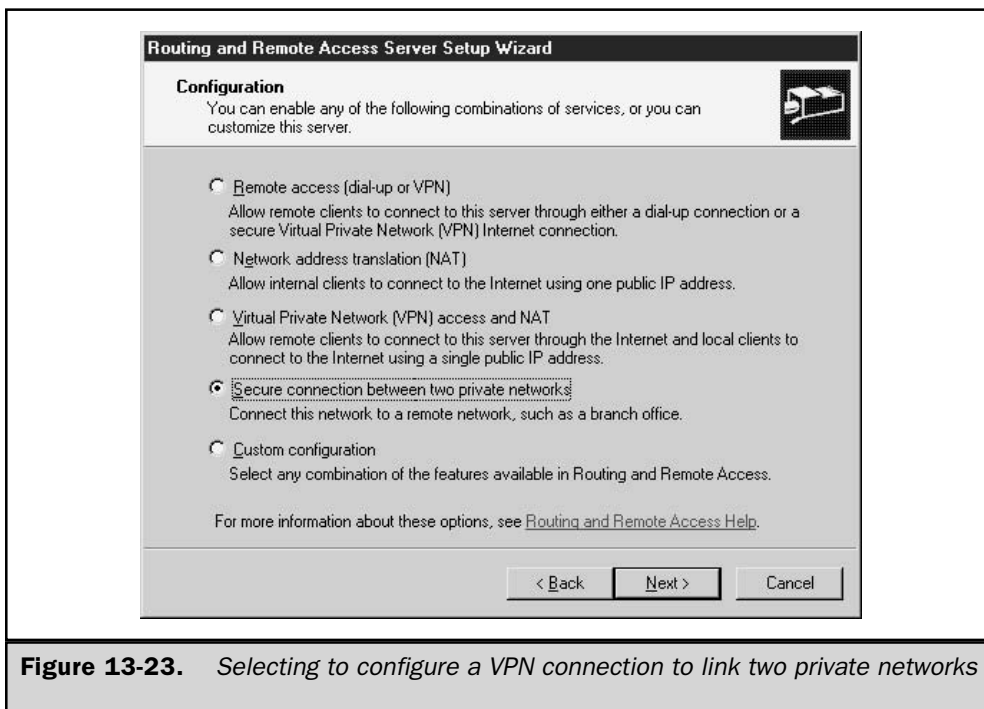 Routing and Remote Access Server Setup Wizard
Configuration
You can enable any of the following combinations of services, or you can
customize this server.
Remote access (dial-up or VPN)
Allow remote clients to connect to this server through either a dial-up connection or a
secure Virtual Private Network (VPN) Internet connection.
Network address translation (NAT)
Allow internal clients to connect to the Internet using one public IP address.
Virtual Private Network (VPN) access and NAT
Allow remote clients to connect to this server through the Internet and local clients to
connect to the Internet using a single public IP address.
Secure connection between two private networks
Connect this network to a remote network, such as a branch office.
Custom configuration
Select any combination of the features available in Routing and Remote Access.
For more information about these options, see Routing and Remote Access Help.
< Back Next > Cancel
Figure 13-23. Selecting to configure a VPN connection to link two private networks